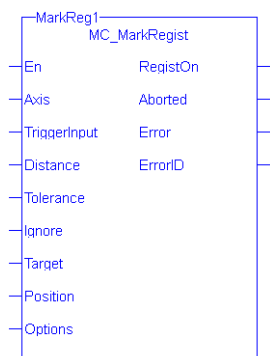 MarkReg1
MC_MarkRegist
En RegistOn
Axis Aborted
TriggerInput Error
Distance ErrorID
Tolerance
Ignore
Target
Position
Options